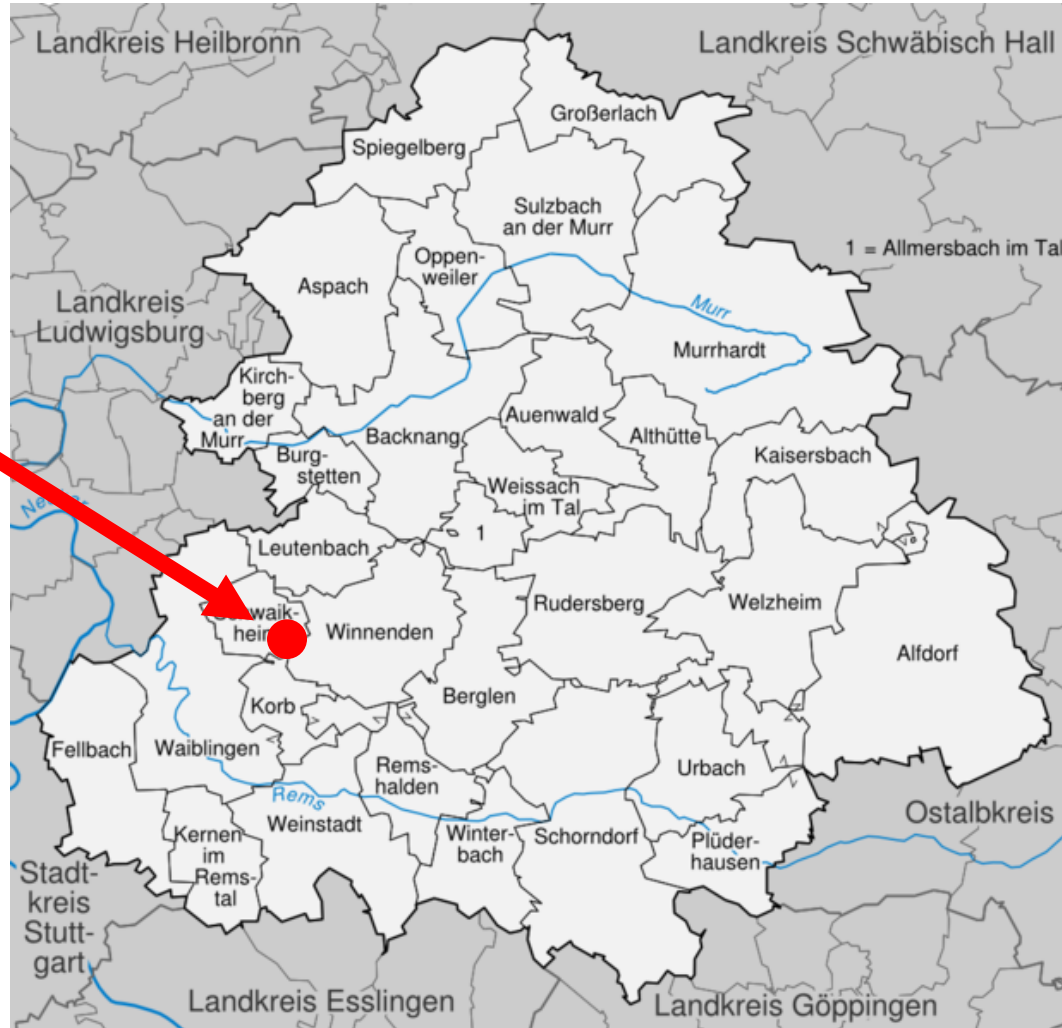 Landkreis Heilbronn
Landkreis Schwäbisch Hall
Großerlach
Spiegelberg
Sulzbach
an der Murr
1 = Allmersbach im Tal
Oppen-
weiler
Aspach
Landkreis
Ludwigsburg
Murr
Murrhardt
Kirch-
berg
an der
Murr
Auenwald
Althütte
Backnang
Kaisersbach
Burg-
stetten
Weissach
im Tal
1
Leutenbach
Rudersberg
Welzheim
Winnenden
Alfdorf
Berglen
Korb
Fellbach
Waiblingen
Rems-
halden
Urbach
Rems
Ostalbkreis
Weinstadt
Winter-
bach
Schorndorf
Plüder-
hausen
Kernen
im
Rems-
tal
Stadt-
kreis
Stutt-
gart
Landkreis Esslingen
Landkreis Göppingen